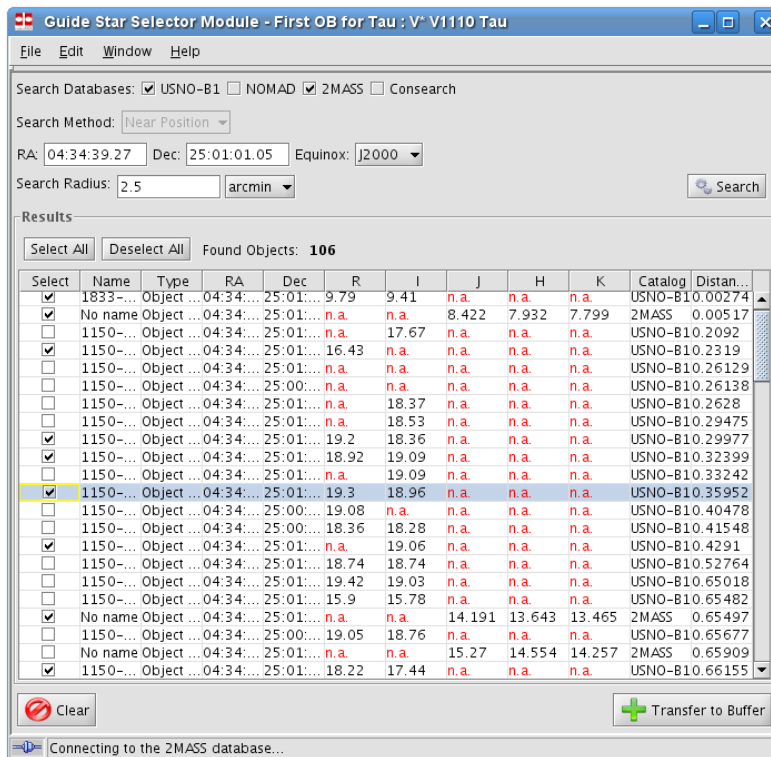 Guide Star Selector Module - First OB for Tau : V* V1110 Tau
File Edit Window Help
Search Databases: USNO-B1 NOMAD 2MASS Consearch
Search Method: Near Position
RA: 04:34:39.27 Dec: 25:01:01.05 Equinox: J2000
Search Radius: 2.5 arcmin Search
Results
Select All Deselect All Found Objects: 106
Select Name Type RA Dec R I J H K Catalog Distan...
1833-... Object ... 04:34:... 25:01:... 9.79 9.41 n.a. n.a. n.a. USNO-B1 0.00274
No name Object ... 04:34:... 25:01:... n.a. n.a. 8.422 7.932 7.799 2MASS 0.00517
1150-... Object ... 04:34:... 25:01:... n.a. 17.67 n.a. n.a. n.a. USNO-B1 0.2092
1150-... Object ... 04:34:... 25:01:... 16.43 n.a. n.a. n.a. n.a. USNO-B1 0.2319
1150-... Object ... 04:34:... 25:01:... n.a. n.a. n.a. n.a. n.a. USNO-B1 0.26129
1150-... Object ... 04:34:... 25:00:... n.a. n.a. n.a. n.a. n.a. USNO-B1 0.26138
1150-... Object ... 04:34:... 25:01:... n.a. 18.37 n.a. n.a. n.a. USNO-B1 0.2628
1150-... Object ... 04:34:... 25:01:... n.a. 18.53 n.a. n.a. n.a. USNO-B1 0.29475
1150-... Object ... 04:34:... 25:01:... 19.2 18.36 n.a. n.a. n.a. USNO-B1 0.29977
1150-... Object ... 04:34:... 25:01:... 18.92 19.09 n.a. n.a. n.a. USNO-B1 0.32399
1150-... Object ... 04:34:... 25:01:... n.a. 19.09 n.a. n.a. n.a. USNO-B1 0.33242
1150-... Object ... 04:34:... 25:01:... 19.3 18.96 n.a. n.a. n.a. USNO-B1 0.35952
1150-... Object ... 04:34:... 25:00:... 19.08 n.a. n.a. n.a. n.a. USNO-B1 0.40478
1150-... Object ... 04:34:... 25:00:... 18.36 18.28 n.a. n.a. n.a. USNO-B1 0.41548
1150-... Object ... 04:34:... 25:01:... n.a. 19.06 n.a. n.a. n.a. USNO-B1 0.4291
1150-... Object ... 04:34:... 25:01:... 18.74 18.74 n.a. n.a. n.a. USNO-B1 0.52764
1150-... Object ... 04:34:... 25:01:... 19.42 19.03 n.a. n.a. n.a. USNO-B1 0.65018
1150-... Object ... 04:34:... 25:01:... 15.9 15.78 n.a. n.a. n.a. USNO-B1 0.65482
No name Object ... 04:34:... 25:01:... n.a. n.a. 14.191 13.643 13.465 2MASS 0.65497
1150-... Object ... 04:34:... 25:00:... 19.05 18.76 n.a. n.a. n.a. USNO-B1 0.65677
No name Object ... 04:34:... 25:01:... n.a. n.a. 15.27 14.554 14.257 2MASS 0.65909
1150-... Object ... 04:34:... 25:01:... 18.22 17.44 n.a. n.a. n.a. USNO-B1 0.66155
Clear Transfer to Buffer
Connecting to the 2MASS database...